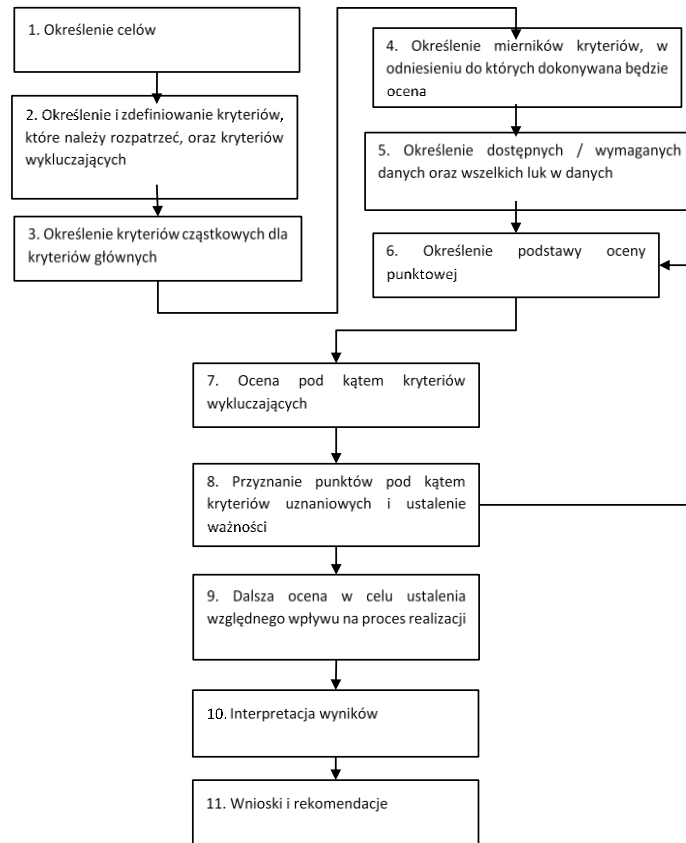 1. Określenie celów
2. Określenie i zdefiniowanie kryteriów,
które należy rozpatrzeć, oraz kryteriów
wykluczających
3. Określenie kryteriów cząstkowych dla
kryteriów głównych
4. Określenie mierników kryteriów, w
odniesieniu do których dokonywana będzie
ocena
5. Określenie dostępnych / wymaganych
danych oraz wszelkich luk w danych
6. Określenie podstawy oceny
punktowej
7. Ocena pod kątem kryteriów
wykluczających
8. Przyznanie punktów pod kątem
kryteriów uznaniowych i ustalenie
ważności
9. Dalsza ocena w celu ustalenia
względnego wpływu na proces realizacji
10. Interpretacja wyników
11. Wnioski i rekomendacje